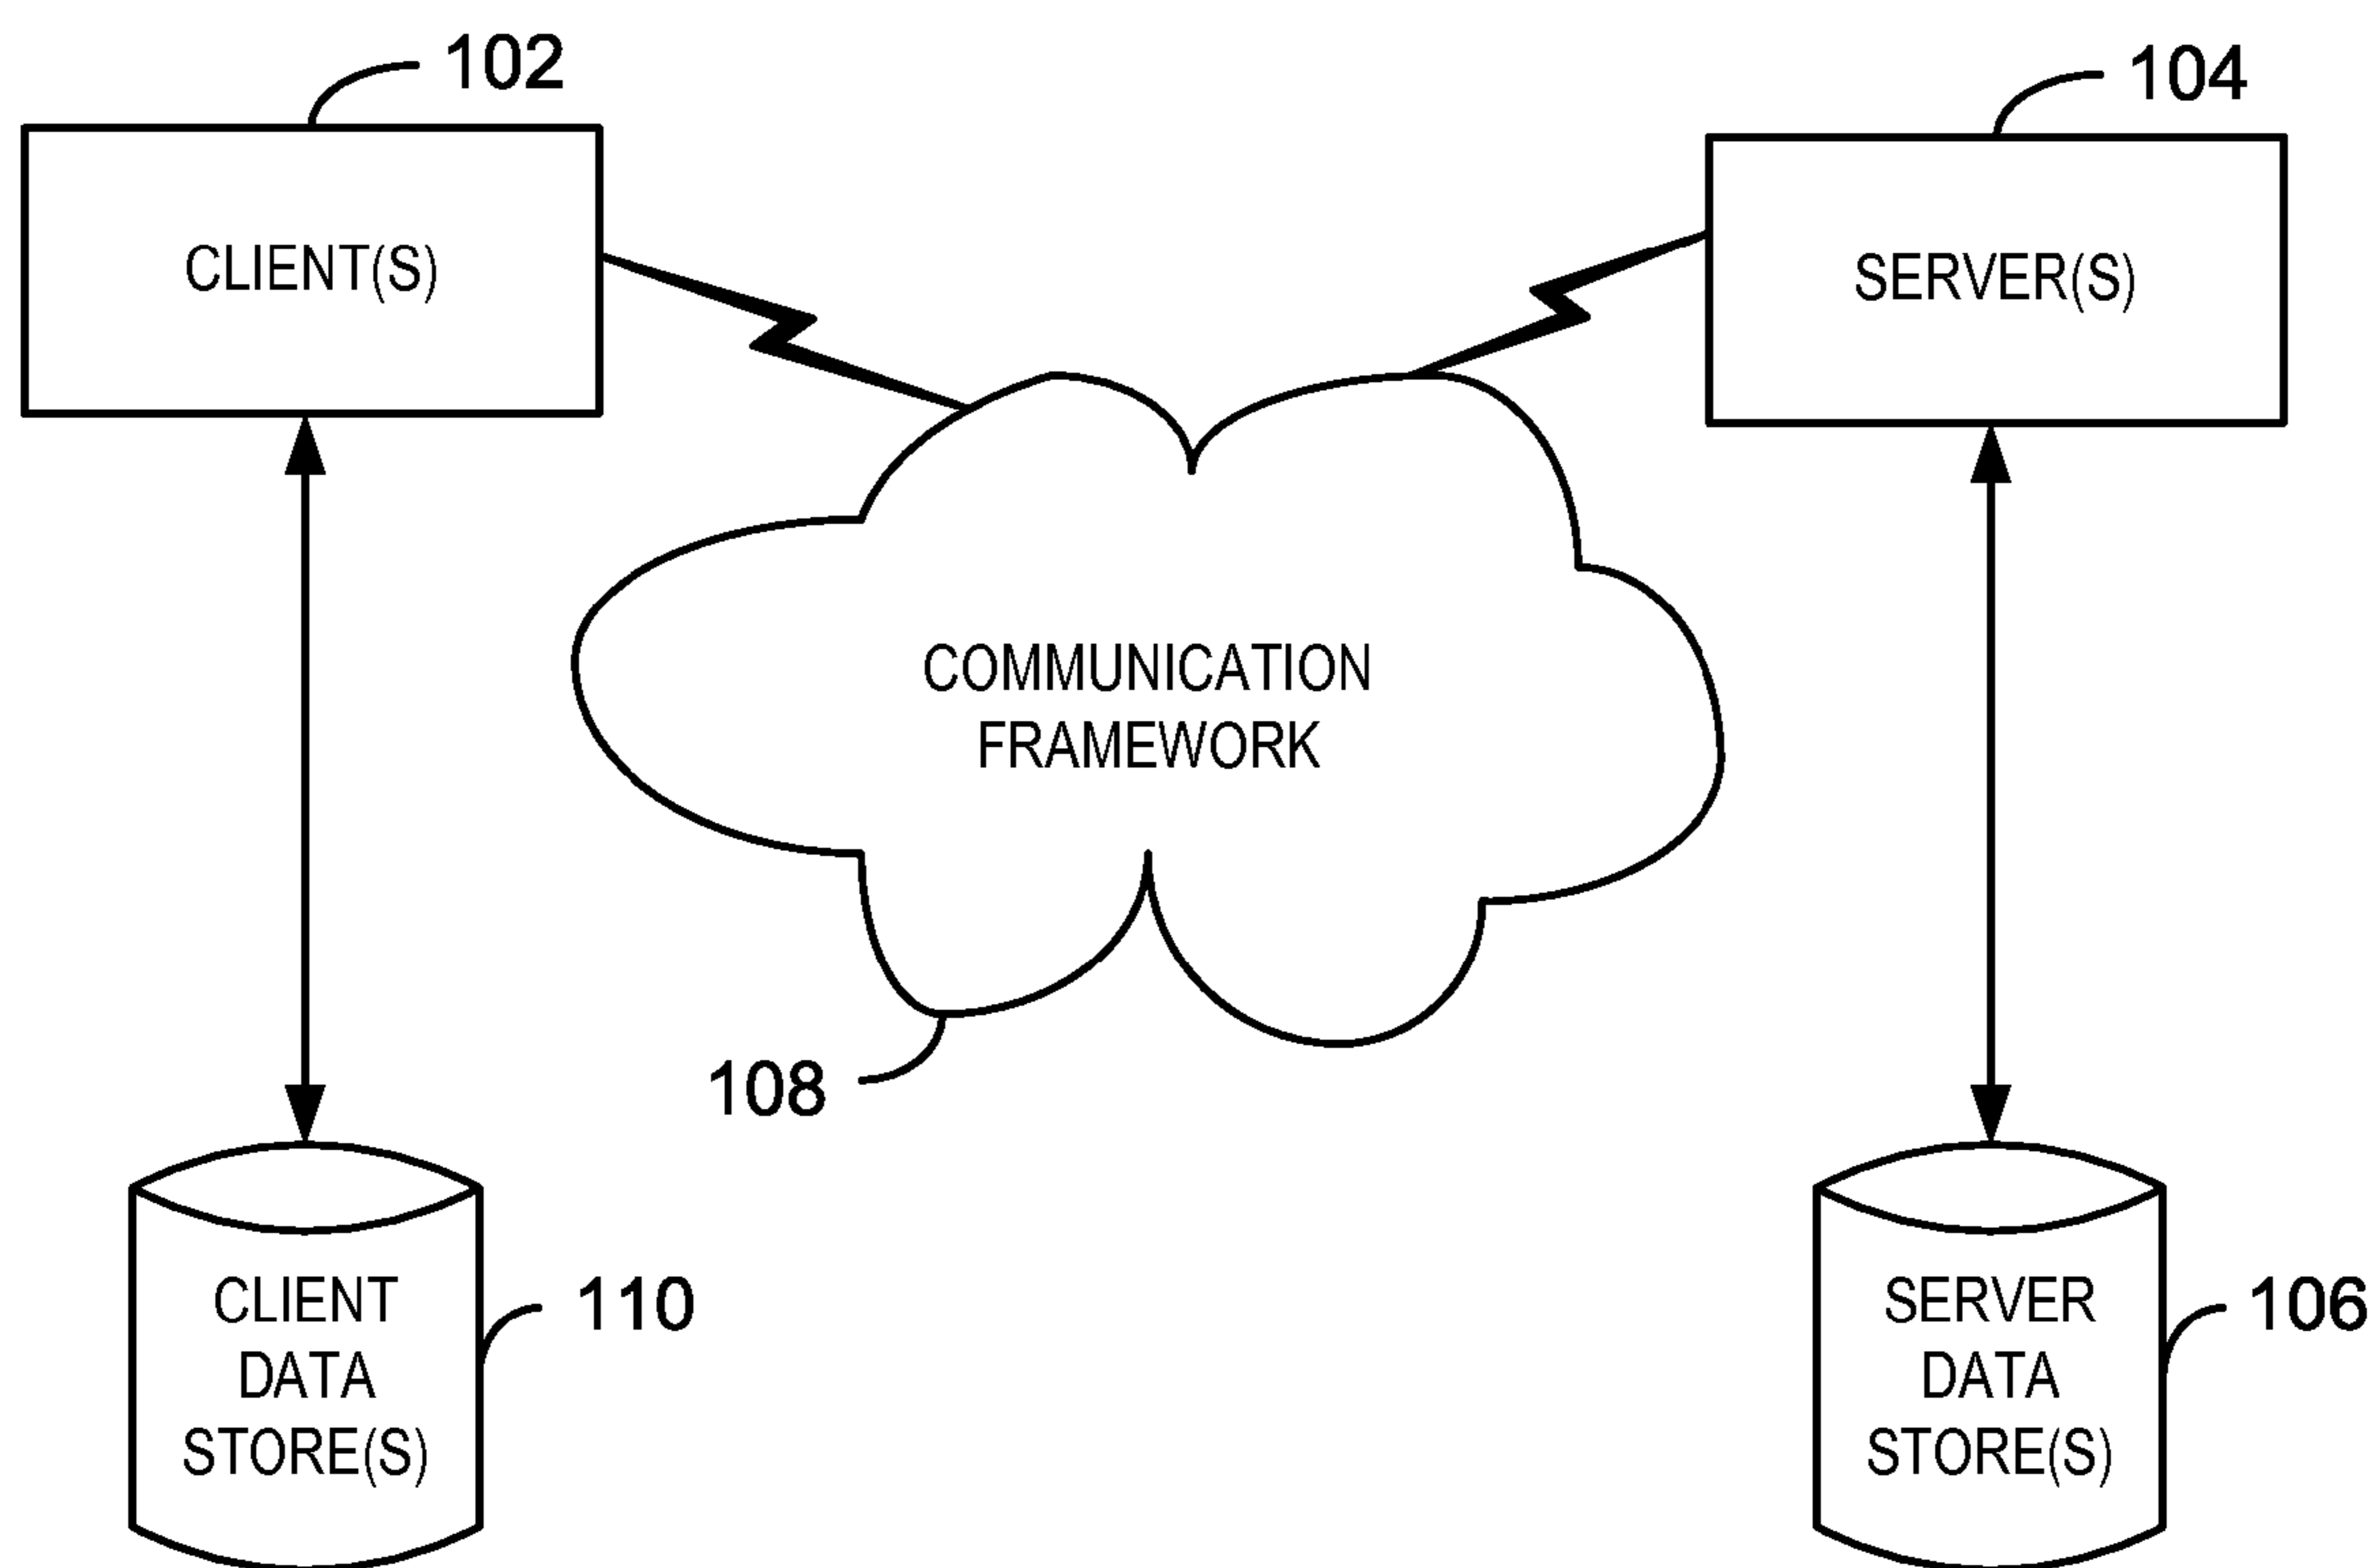 102
104
CLIENT(S)
SERVER(S)
COMMUNICATION
FRAMEWORK
108
CLIENT
DATA
STORE(S)
110
SERVER
DATA
STORE(S)
106